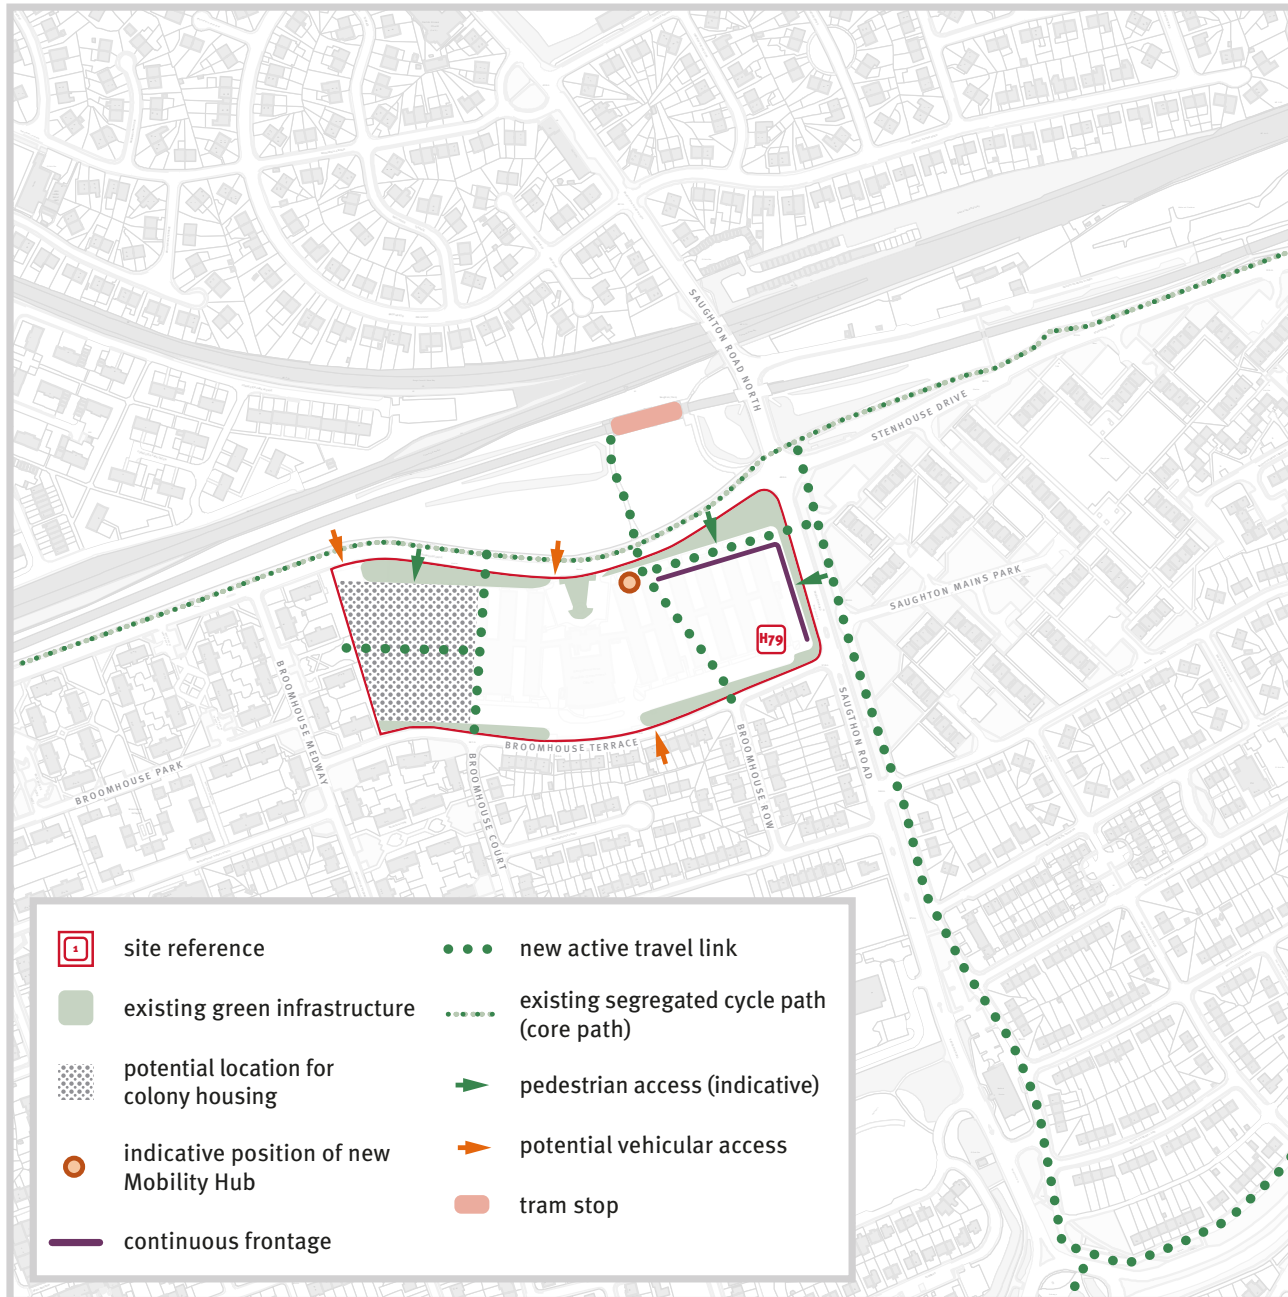 SAUGHTON ROAD NORTH
STENHOUSE DRIVE
SAUGHTON MAINS PARK
H79
BROOMHOUSE MEDWAY
SAUGTHON ROAD
BROOMHOUSE TERRACE
BROOMHOUSE ROW
BROOMHOUSE PARK
BROOMHOUSE COURT
1
site reference
existing green infrastructure
potential location for
colony housing
indicative position of new
Mobility Hub
continuous frontage
new active travel link
existing segregated cycle path
(core path)
pedestrian access (indicative)
potential vehicular access
tram stop